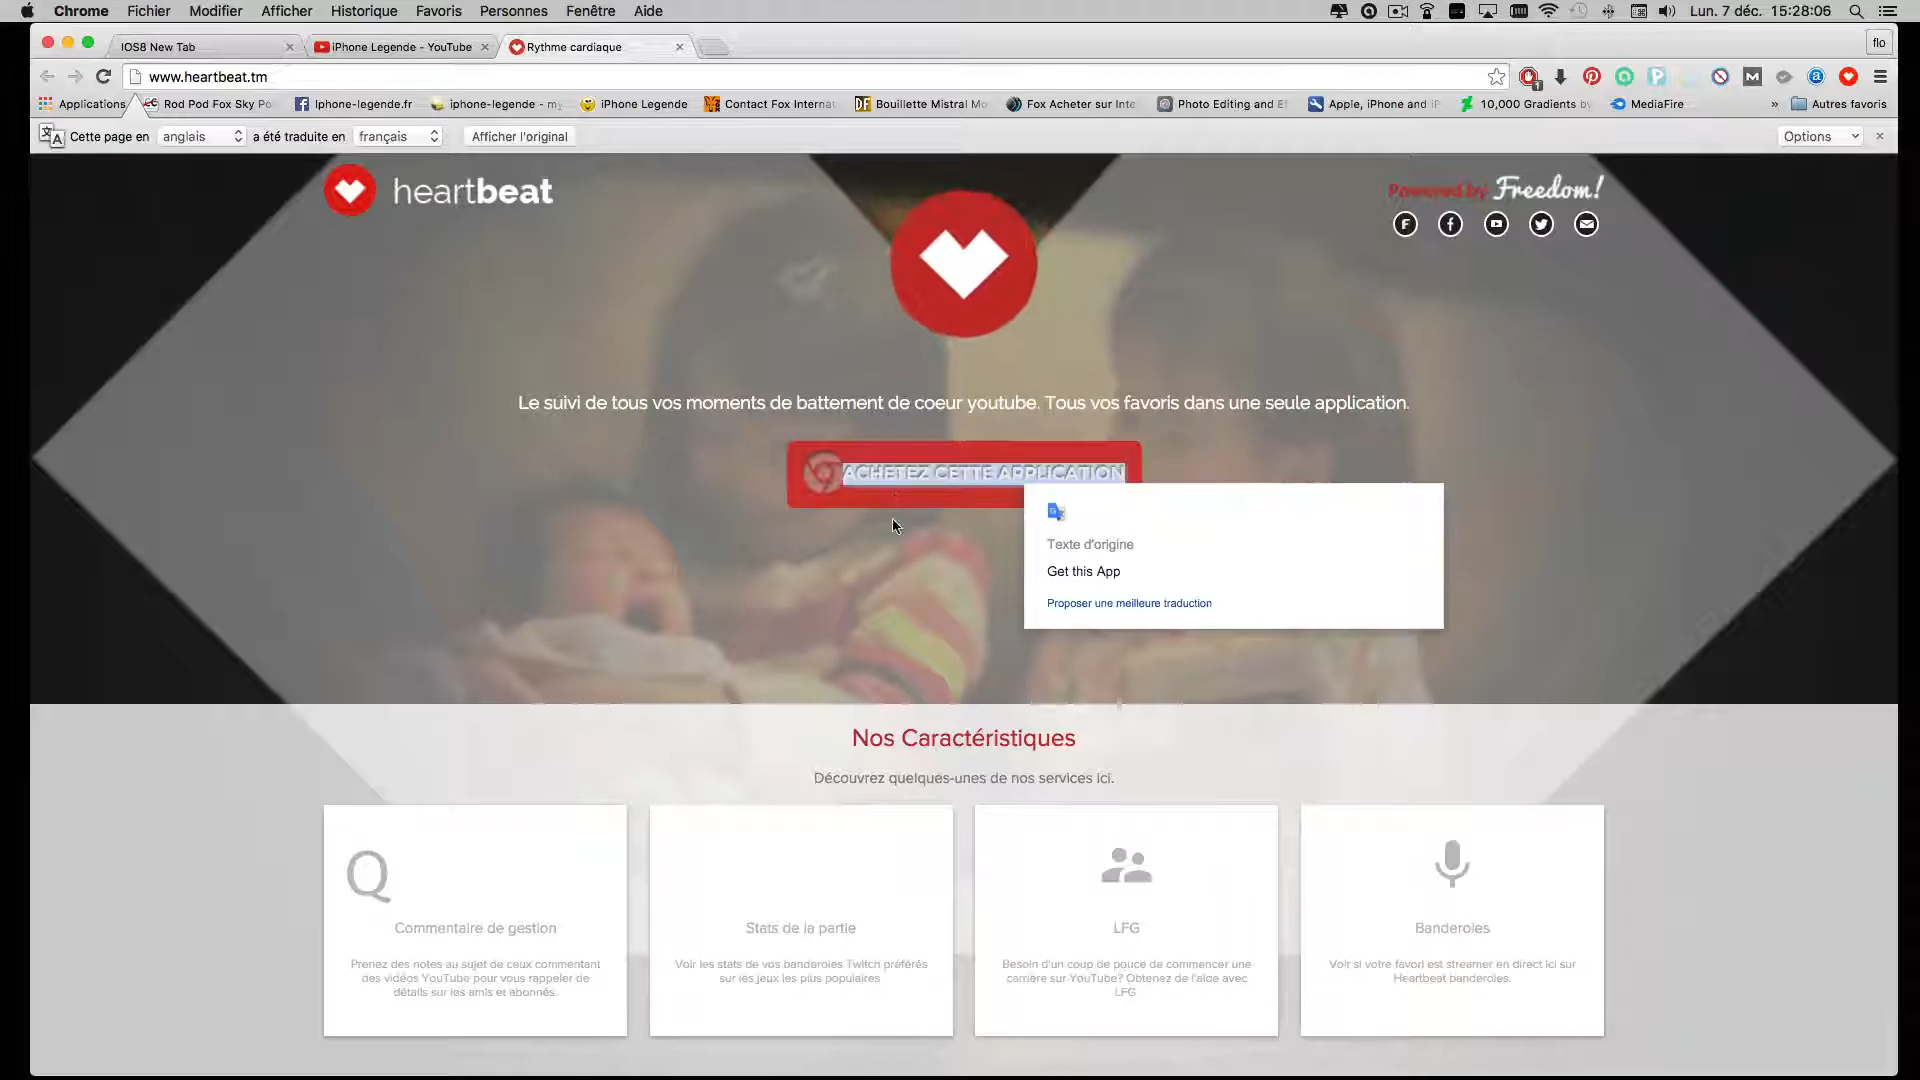 Chrome Fichier Modifier Afficher Historique Favoris Personnes Fenêtre Aide Lun. 7 déc. 15:28:06
IOS8 New Tab iPhone Legende - YouTube Rythme cardiaque flo
www.heartbeat.tm
Applications Rod Pod Fox Sky Po Iphone-legende.fr iphone-legende - my iPhone Legende Contact Fox Interna Bouillette Mistral Mo Fox Acheter sur Inte Photo Editing and Ef Apple, iPhone and iP 10,000 Gradients by MediaFire » Autres favoris
Cette page en anglais a été traduite en français Afficher l'original Options
heartbeat
Powered by Freedom!
Le suivi de tous vos moments de battement de coeur youtube. Tous vos favoris dans une seule application.
ACHETEZ CETTE APPLICATION
Texte d'origine
Get this App
Proposer une meilleure traduction
Nos Caractéristiques
Découvrez quelques-unes de nos services ici.
Q
Commentaire de gestion
Prenez des notes au sujet de ceux commentant
des vidéos YouTube pour vous rappeler de
détails sur les amis et abonnés.
Stats de la partie
Voir les stats de vos banderoles Twitch préférés
sur les jeux les plus populaires
LFG
Besoin d'un coup de pouce de commencer une
carrière sur YouTube? Obtenez de l'aide avec
LFG
Banderoles
Voir si votre favori est streamer en direct ici sur
Heartbeat banderoles.